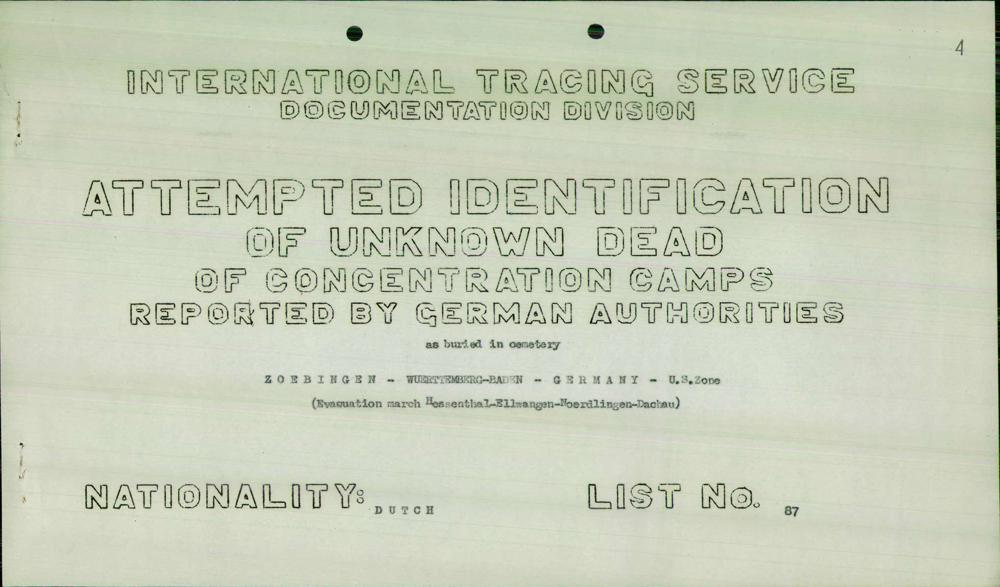 4
INTERNATIONAL TRACING SERVICE
DOCUMENTATION DIVISION
ATTEMPTED IDENTIFICATION
OF UNKNOWN DEAD
OF CONCENTRATION CAMPS
REPORTED BY GERMAN AUTHORITIES
as buried in cemetery
ZOEBINGEN - WUERTTEMBERG-BADEN - GERMANY - U.S.Zone
(Evacuation march Hessenthal-Ellwangen-Noerdlingen-Dachau)
NATIONALITY: DUTCH LIST No. 87